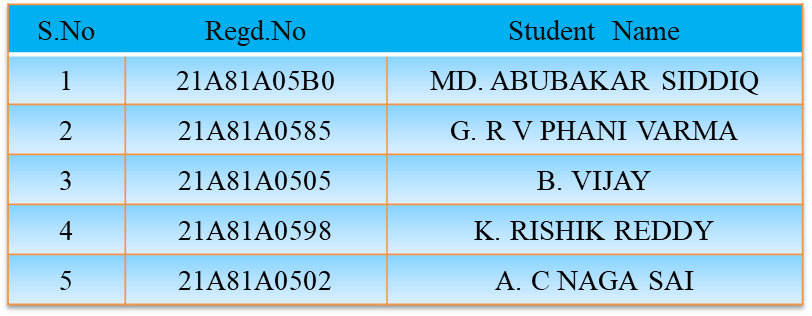 S.No Regd.No Student Name
1 21A81A05B0 MD. ABUBAKAR SIDDIQ
2 21A81A0585 G. R V PHANI VARMA
3 21A81A0505 B. VIJAY
4 21A81A0598 K. RISHIK REDDY
5 21A81A0502 A. C NAGA SAI